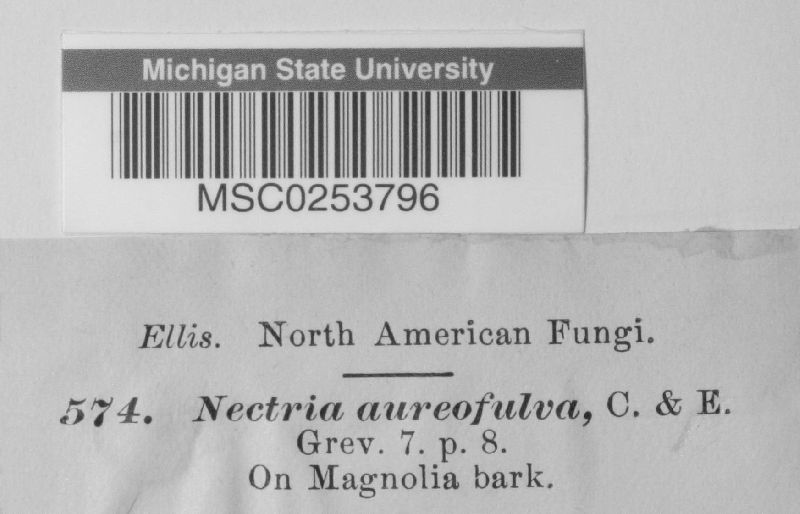 Michigan State University
MSC0253796
Ellis. North American Fungi.
574. Nectria aureofulva, C. & E.
Grev. 7. p. 8.
On Magnolia bark.